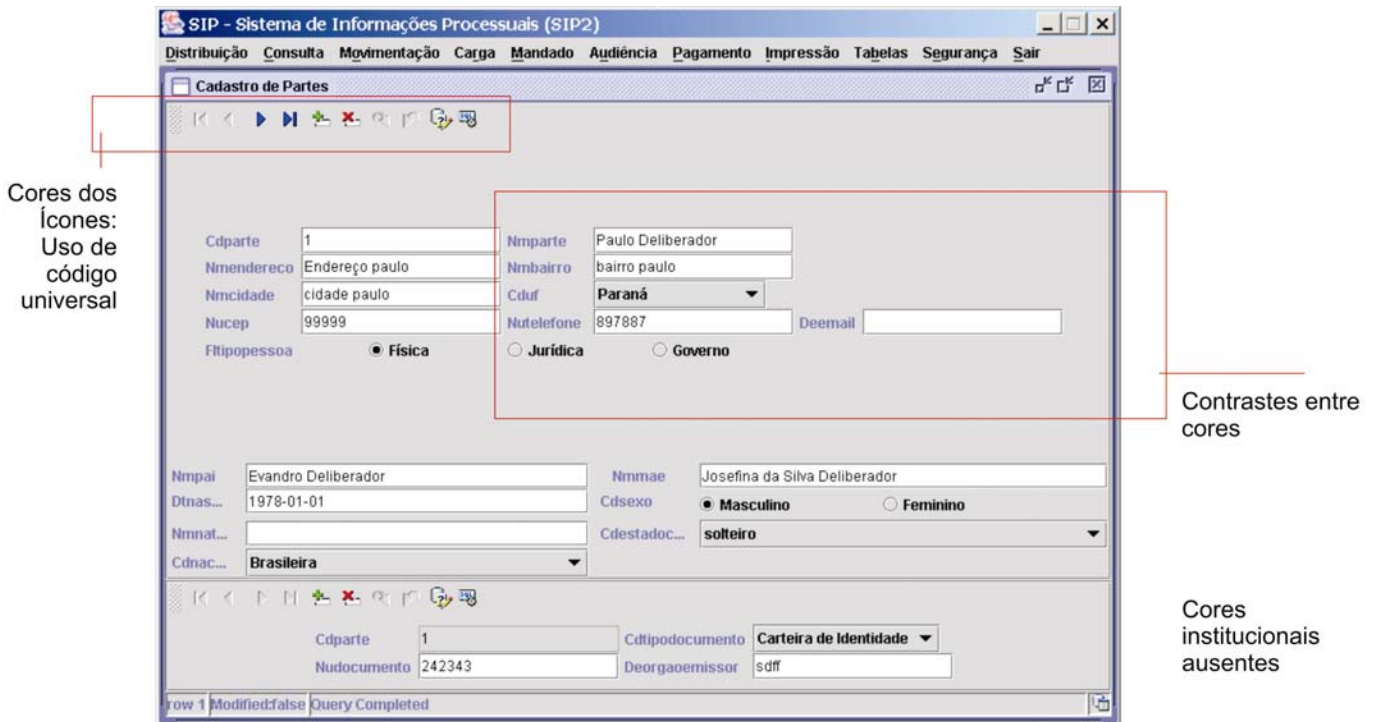 SIP - Sistema de Informações Processuais (SIP2)
Distribuição Consulta Movimentação Carga Mandado Audiência Pagamento Impressão Tabelas Segurança Sair
Cadastro de Partes
Cores dos
Ícones:
Uso de
código
universal
Cdparte 1 Nmparte Paulo Deliberador
Nmendereco Endereço paulo Nmbairro bairro paulo
Nmcidade cidade paulo Cduf Paraná
Nucep 99999 Nutelefone 897887 Deemail
Fltipopessoa Física Jurídica Governo
Contrastes entre
cores
Nmpai Evandro Deliberador Nmmae Josefina da Silva Deliberador
Dtnas... 1978-01-01 Cdsexo Masculino Feminino
Nmnat... Cdestadoc... solteiro
Cdnac... Brasileira
Cores
institucionais
ausentes
Cdparte 1 Cdtipodocumento Carteira de Identidade
Nudocumento 242343 Deorgaoemissor sdff
row 1 Modified:false Query Completed